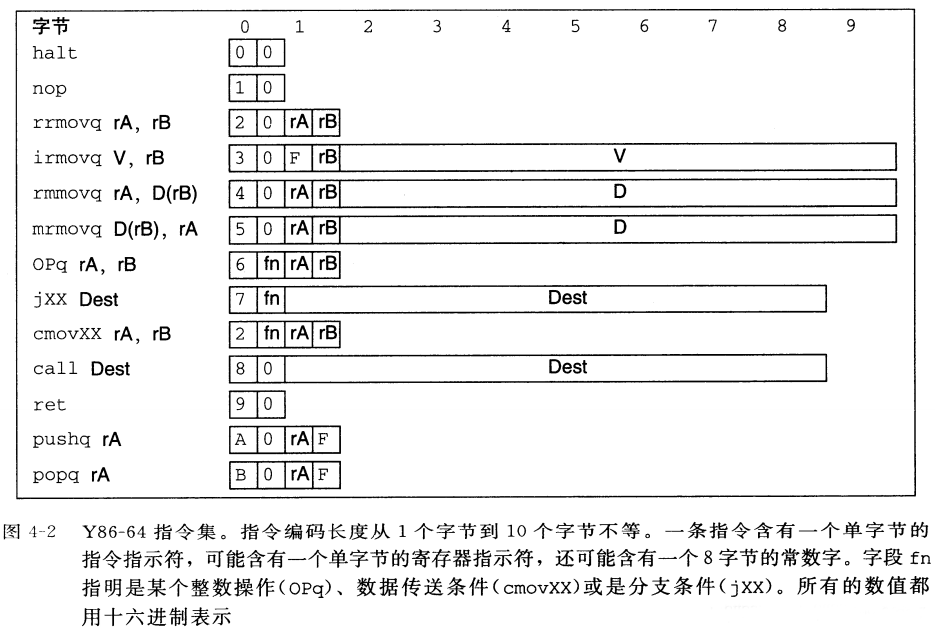 字节 0 1 2 3 4 5 6 7 8 9
halt 0 0
nop 1 0
rrmovq rA, rB 2 0 rA rB
irmovq V, rB 3 0 F rB V
rmmovq rA, D(rB) 4 0 rA rB D
mrmovq D(rB), rA 5 0 rA rB D
OPq rA, rB 6 fn rA rB
jXX Dest 7 fn Dest
cmovXX rA, rB 2 fn rA rB
call Dest 8 0 Dest
ret 9 0
pushq rA A 0 rA F
popq rA B 0 rA F
图 4-2 Y86-64 指令集。指令编码长度从 1 个字节到 10 个字节不等。一条指令含有一个单字节的
指令指示符，可能含有一个单字节的寄存器指示符，还可能含有一个 8 字节的常数字。字段 fn
指明是某个整数操作(OPq)、数据传送条件(cmovXX)或是分支条件(jXX)。所有的数值都
用十六进制表示